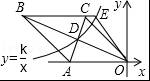 B C E y
D
y=k/x
A O x